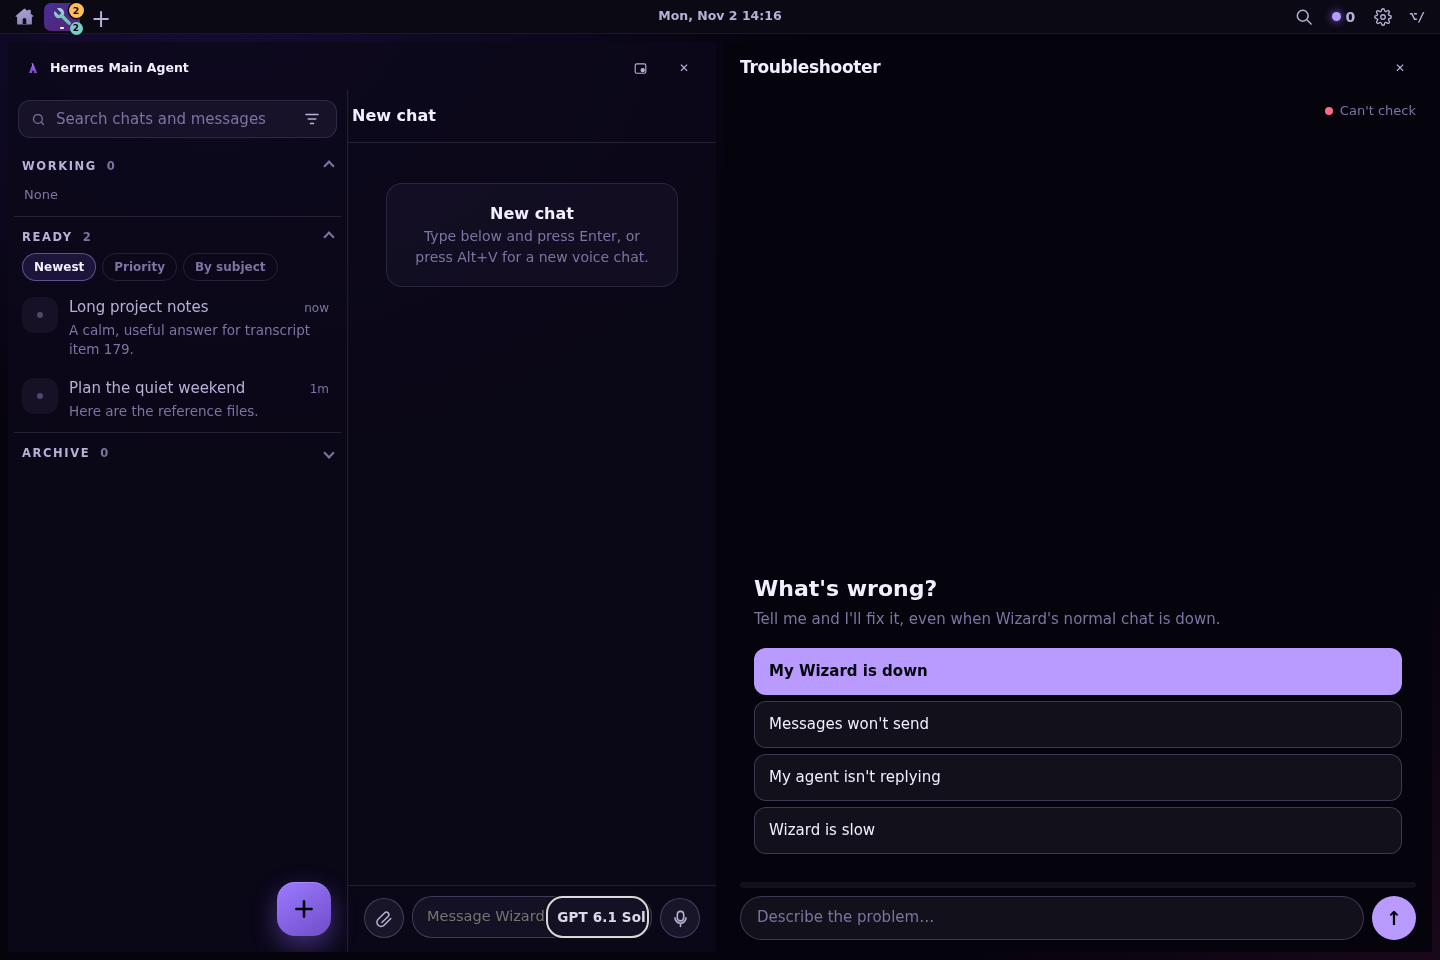 2
2
Mon, Nov 2 14:16
0
⌥/
Hermes Main Agent
Search chats and messages
WORKING 0
None
READY 2
Newest
Priority
By subject
Long project notes
now
A calm, useful answer for transcript
item 179.
Plan the quiet weekend
1m
Here are the reference files.
ARCHIVE 0
New chat
New chat
Type below and press Enter, or
press Alt+V for a new voice chat.
Message Wizard
GPT 6.1 Sol
Troubleshooter
Can't check
What's wrong?
Tell me and I'll fix it, even when Wizard's normal chat is down.
My Wizard is down
Messages won't send
My agent isn't replying
Wizard is slow
Describe the problem…